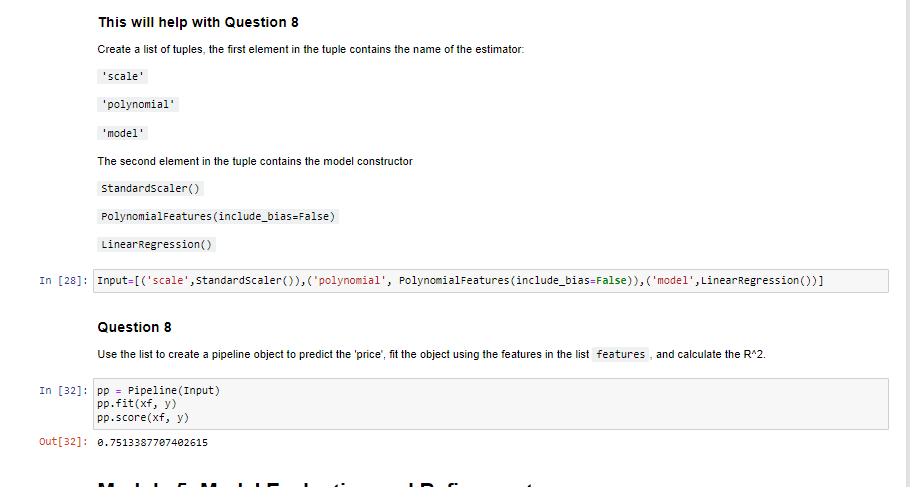 This will help with Question 8
Create a list of tuples, the first element in the tuple contains the name of the estimator:
'scale'
'polynomial'
'model'
The second element in the tuple contains the model constructor
StandardScaler()
PolynomialFeatures(include_bias=False)
LinearRegression()
In [28]: Input=[('scale',StandardScaler()),('polynomial', PolynomialFeatures(include_bias=False)),('model',LinearRegression())]
Question 8
Use the list to create a pipeline object to predict the 'price', fit the object using the features in the list features , and calculate the R^2.
In [32]: pp = Pipeline(Input)
pp.fit(xf, y)
pp.score(xf, y)
Out[32]: 0.7513387707402615